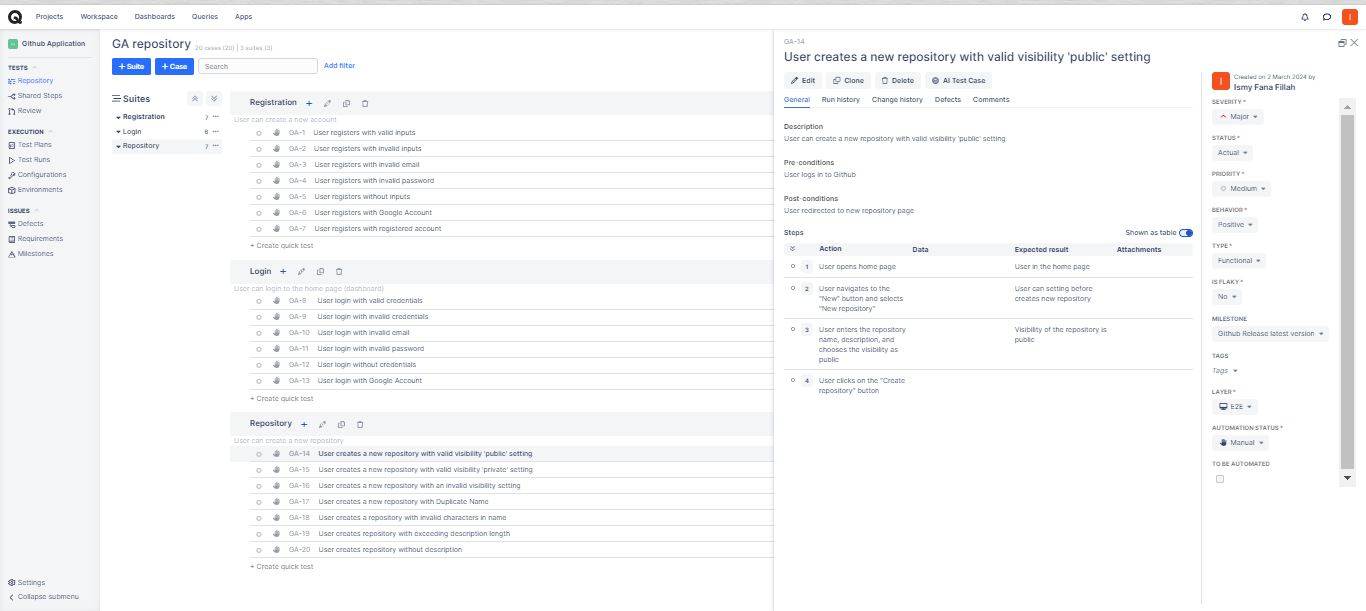 Projects
Workspace
Dashboards
Queries
Apps
I
Github Application
TESTS
Repository
Shared Steps
Review
EXECUTION
Test Plans
Test Runs
Configurations
Environments
ISSUES
Defects
Requirements
Milestones
Settings
Collapse submenu
GA repository 20 cases (20) | 3 suites (3)
+ Suite
+ Case
Search
Add filter
Suites
Registration 7
Login 6
Repository 7
Registration
User can create a new account
GA-1 User registers with valid inputs
GA-2 User registers with invalid inputs
GA-3 User registers with invalid email
GA-4 User registers with invalid password
GA-5 User registers without inputs
GA-6 User registers with Google Account
GA-7 User registers with registered account
+ Create quick test
Login
User can login to the home page (dashboard)
GA-8 User login with valid credentials
GA-9 User login with invalid credentials
GA-10 User login with invalid email
GA-11 User login with invalid password
GA-12 User login without credentials
GA-13 User login with Google Account
+ Create quick test
Repository
User can create a new repository
GA-14 User creates a new repository with valid visibility 'public' setting
GA-15 User creates a new repository with valid visibility 'private' setting
GA-16 User creates a new repository with an invalid visibility setting
GA-17 User creates a new repository with Duplicate Name
GA-18 User creates a repository with invalid characters in name
GA-19 User creates repository with exceeding description length
GA-20 User creates repository without description
+ Create quick test
GA-14
User creates a new repository with valid visibility 'public' setting
Edit
Clone
Delete
AI Test Case
General
Run history
Change history
Defects
Comments
Description
User can create a new repository with valid visibility 'public' setting
Pre-conditions
User logs in to Github
Post-conditions
User redirected to new repository page
Steps
Shown as table
Action
Data
Expected result
Attachments
1 User opens home page
User in the home page
2 User navigates to the
"New" button and selects
"New repository"
User can setting before
creates new repository
3 User enters the repository
name, description, and
chooses the visibility as
public
Visibility of the repository is
public
4 User clicks on the "Create
repository" button
I
Created on 2 March 2024 by
Ismy Fana Fillah
SEVERITY *
Major
STATUS *
Actual
PRIORITY *
Medium
BEHAVIOR *
Positive
TYPE *
Functional
IS FLAKY *
No
MILESTONE
Github Release latest version
TAGS
Tags
LAYER *
E2E
AUTOMATION STATUS *
Manual
TO BE AUTOMATED